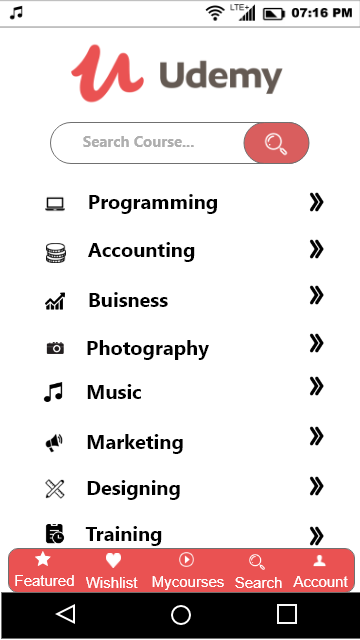 LTE+ 07:16 PM
Udemy
Search Course...
Programming
Accounting
Buisness
Photography
Music
Marketing
Designing
Training
Featured Wishlist Mycourses Search Account